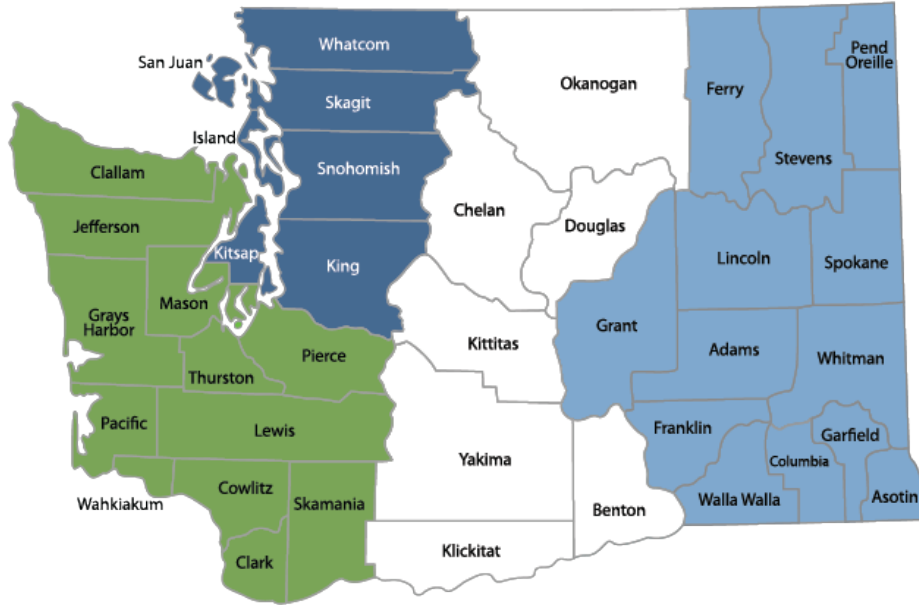 Whatcom
San Juan
Pend
Oreille
Okanogan
Ferry
Skagit
Island
Stevens
Snohomish
Clallam
Chelan
Jefferson
Douglas
Kitsap
King
Lincoln
Spokane
Mason
Grays
Harbor
Grant
Kittitas
Pierce
Adams
Whitman
Thurston
Pacific
Lewis
Franklin
Garfield
Yakima
Columbia
Cowlitz
Wahkiakum
Skamania
Walla Walla
Asotin
Benton
Klickitat
Clark